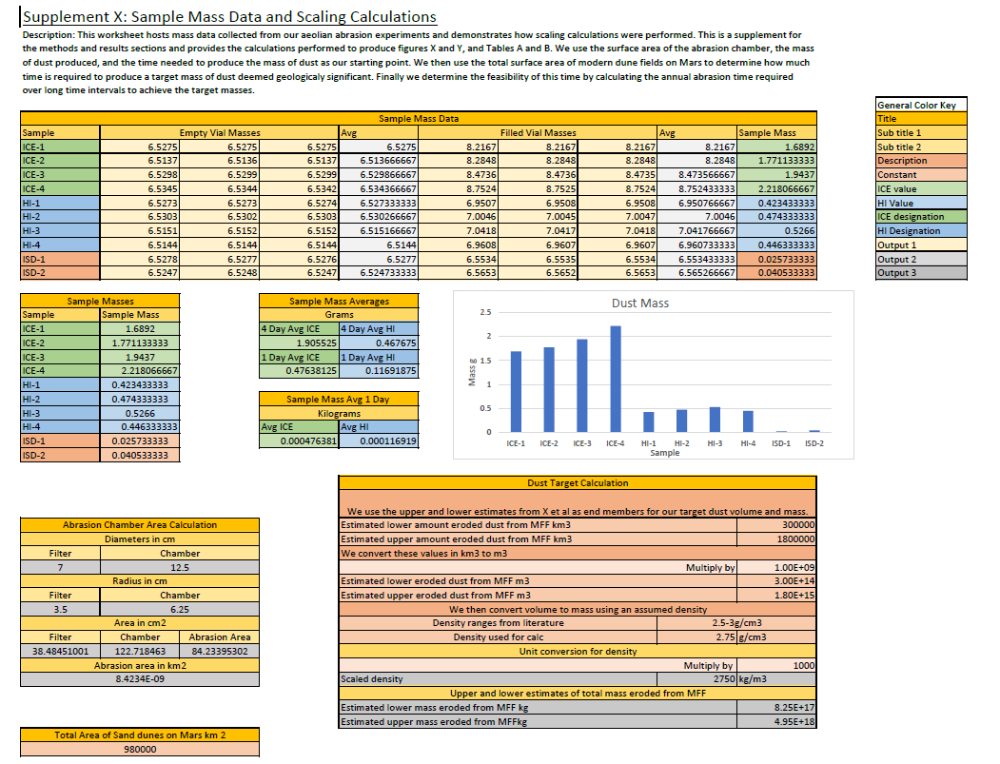 Supplement X: Sample Mass Data and Scaling Calculations
Description: This worksheet hosts mass data collected from our aeolian abrasion experiments and demonstrates how scaling calculations were performed. This is a supplement for
the methods and results sections and provides the calculations performed to produce figures X and Y, and Tables A and B. We use the surface area of the abrasion chamber, the mass
of dust produced, and the time needed to produce the mass of dust as our starting point. We then use the total surface area of modern dune fields on Mars to determine how much
time is required to produce a target mass of dust deemed geologicaly significant. Finally we determine the feasibility of this time by calculating the annual abrasion time required
over long time intervals to achieve the target masses.
Sample Mass Data
Sample Empty Vial Masses Avg Filled Vial Masses Avg Sample Mass
ICE-1 6.5275 6.5275 6.5275 6.5275 8.2167 8.2167 8.2167 8.2167 1.6892
ICE-2 6.5137 6.5136 6.5137 6.513666667 8.2848 8.2848 8.2848 8.2848 1.771133333
ICE-3 6.5298 6.5299 6.5299 6.529866667 8.4736 8.4736 8.4735 8.473566667 1.9437
ICE-4 6.5345 6.5344 6.5342 6.534366667 8.7524 8.7525 8.7524 8.752433333 2.218066667
HI-1 6.5273 6.5273 6.5274 6.527333333 6.9507 6.9508 6.9508 6.950766667 0.423433333
HI-2 6.5303 6.5302 6.5303 6.530266667 7.0046 7.0045 7.0047 7.0046 0.474333333
HI-3 6.5151 6.5152 6.5152 6.515166667 7.0418 7.0417 7.0418 7.041766667 0.5266
HI-4 6.5144 6.5144 6.5144 6.5144 6.9608 6.9607 6.9607 6.960733333 0.446333333
ISD-1 6.5278 6.5277 6.5276 6.5277 6.5534 6.5535 6.5534 6.553433333 0.025733333
ISD-2 6.5247 6.5248 6.5247 6.524733333 6.5653 6.5652 6.5653 6.565266667 0.040533333
General Color Key
Title
Sub title 1
Sub title 2
Description
Constant
ICE value
HI Value
ICE designation
HI Designation
Output 1
Output 2
Output 3
Sample Masses
Sample Sample Mass
ICE-1 1.6892
ICE-2 1.771133333
ICE-3 1.9437
ICE-4 2.218066667
HI-1 0.423433333
HI-2 0.474333333
HI-3 0.5266
HI-4 0.446333333
ISD-1 0.025733333
ISD-2 0.040533333
Sample Mass Averages
Grams
4 Day Avg ICE 4 Day Avg HI
1.905525 0.467675
1 Day Avg ICE 1 Day Avg HI
0.47638125 0.11691875
Sample Mass Avg 1 Day
Kilograms
Avg ICE Avg HI
0.000476381 0.000116919
Dust Mass
2.5
2
1.5
1
0.5
0
Mass g
ICE-1 ICE-2 ICE-3 ICE-4 HI-1 HI-2 HI-3 HI-4 ISD-1 ISD-2
Sample
Abrasion Chamber Area Calculation
Diameters in cm
Filter Chamber
7 12.5
Radius in cm
Filter Chamber
3.5 6.25
Area in cm2
Filter Chamber Abrasion Area
38.48451001 122.718463 84.23395302
Abrasion area in km2
8.4234E-09
Total Area of Sand dunes on Mars km 2
980000
Dust Target Calculation
We use the upper and lower estimates from X et al as end members for our target dust volume and mass.
Estimated lower amount eroded dust from MFF km3 300000
Estimated upper amount eroded dust from MFF km3 1800000
We convert these values in km3 to m3
Multiply by 1.00E+09
Estimated lower eroded dust from MFF m3 3.00E+14
Estimated upper eroded dust from MFF m3 1.80E+15
We then convert volume to mass using an assumed density
Density ranges from literature 2.5-3g/cm3
Density used for calc 2.75 g/cm3
Unit conversion for density
Multiply by 1000
Scaled density 2750 kg/m3
Upper and lower estimates of total mass eroded from MFF
Estimated lower mass eroded from MFF kg 8.25E+17
Estimated upper mass eroded from MFFkg 4.95E+18